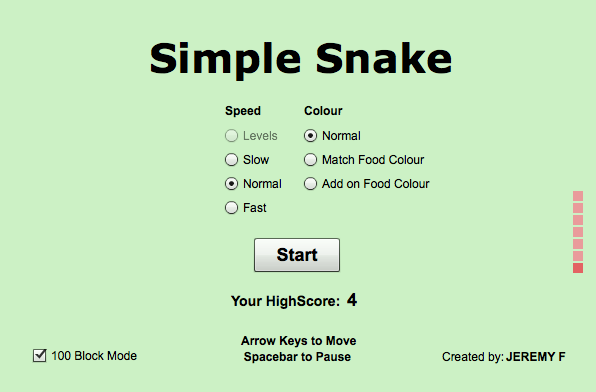 Simple Snake
Speed Colour
Levels Normal
Slow Match Food Colour
Normal Add on Food Colour
Fast
Start
Your HighScore: 4
Arrow Keys to Move
Spacebar to Pause
100 Block Mode
Created by: JEREMY F